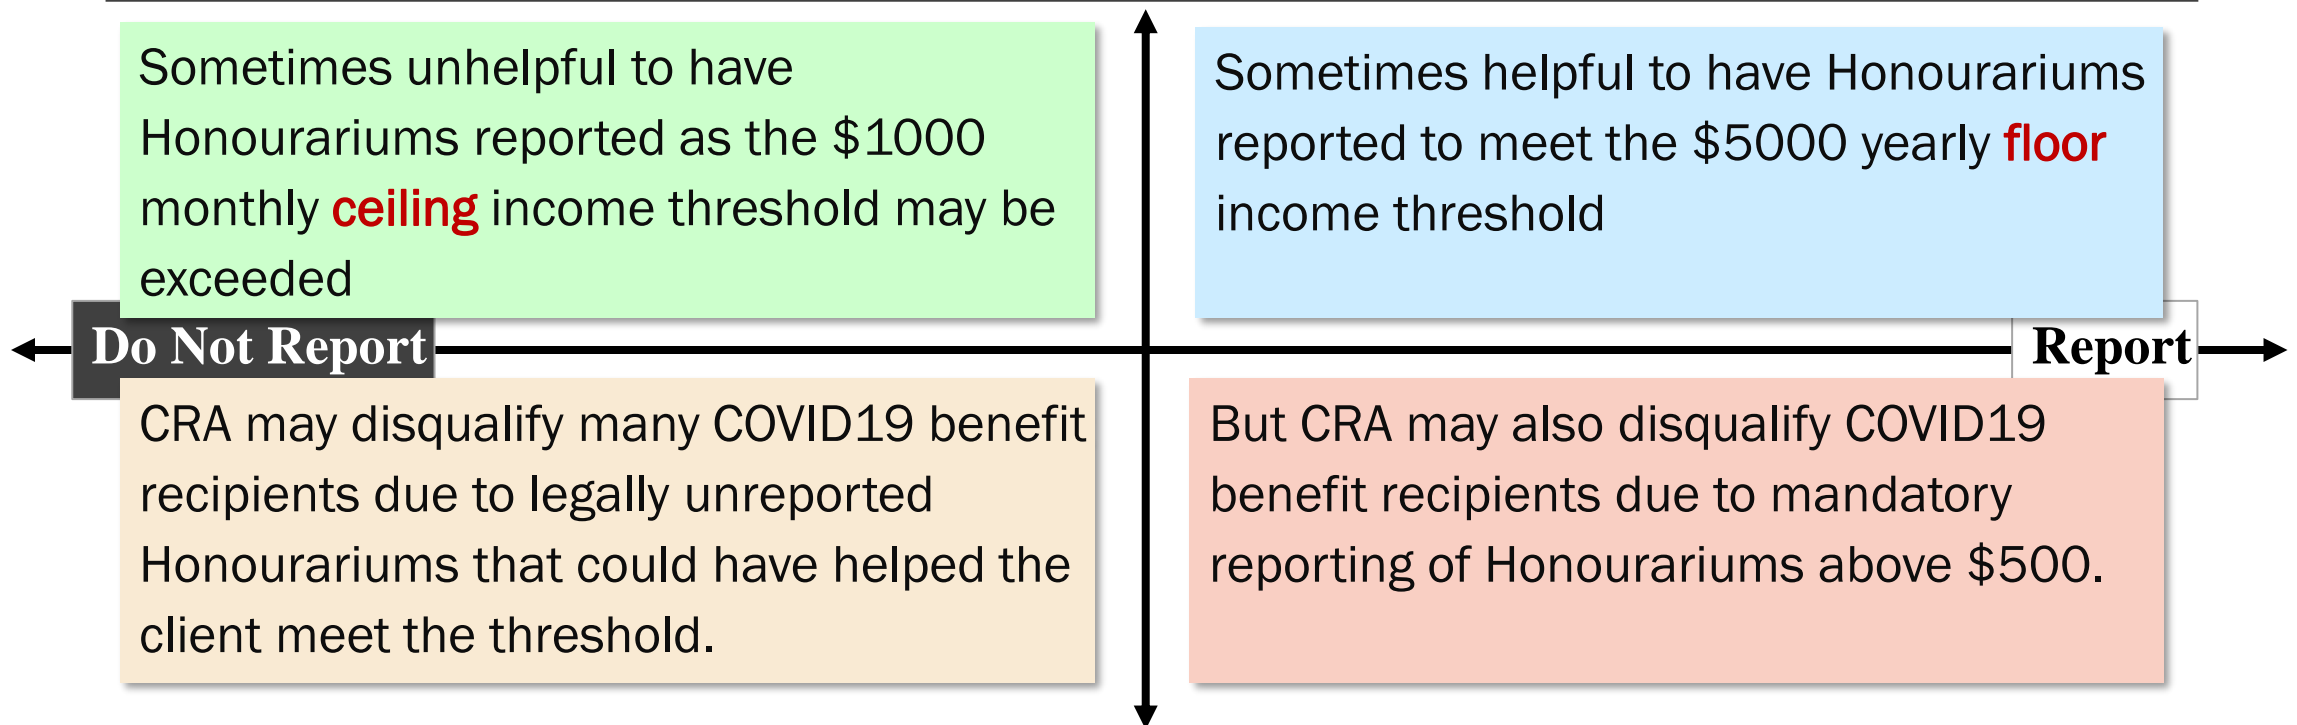 Sometimes unhelpful to have
Honourariums reported as the $1000
monthly ceiling income threshold may be
exceeded
Sometimes helpful to have Honourariums
reported to meet the $5000 yearly floor
income threshold
Do Not Report
Report
CRA may disqualify many COVID19 benefit
recipients due to legally unreported
Honourariums that could have helped the
client meet the threshold.
But CRA may also disqualify COVID19
benefit recipients due to mandatory
reporting of Honourariums above $500.